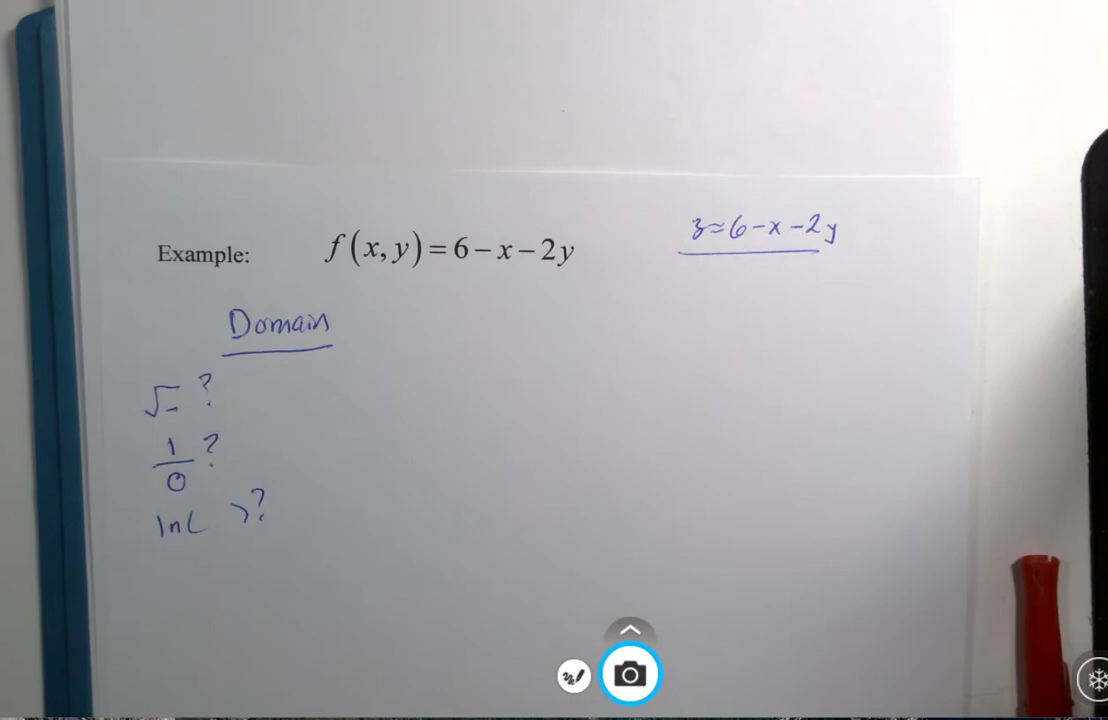 Example: f(x, y) = 6 − x − 2y
z = 6 − x − 2y
Domain
√− ?
1/0 ?
ln( )?